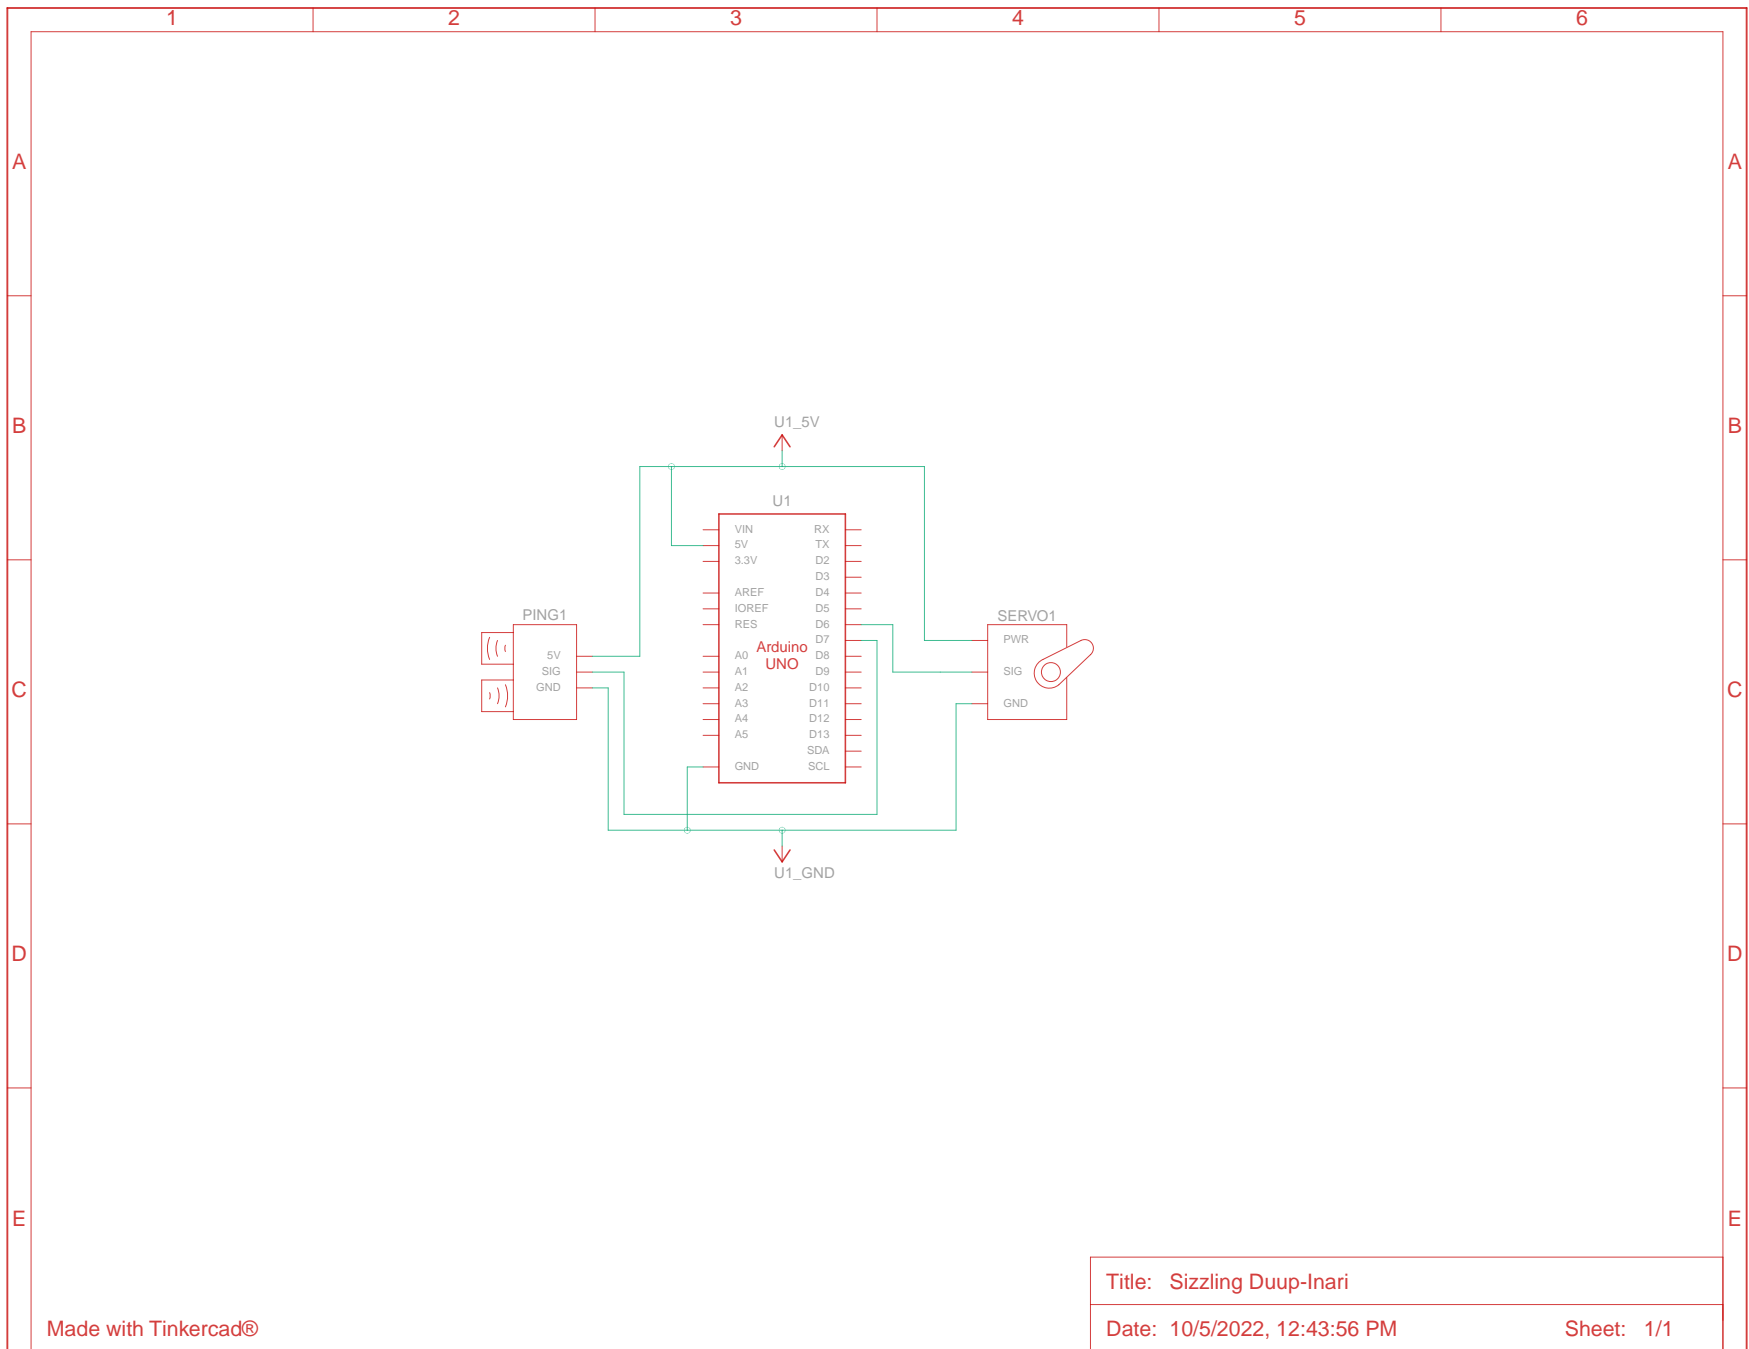 1 2 3 4 5 6
A A
B B
U1_5V
U1
VIN RX
5V TX
3.3V D2
D3
AREF D4
IOREF D5
RES D6
D7
A0 D8
A1 D9
A2 D10
A3 D11
A4 D12
A5 D13
SDA
GND SCL
Arduino
UNO
PING1
5V
SIG
GND
SERVO1
PWR
SIG
GND
C C
U1_GND
D D
E E
Title: Sizzling Duup-Inari
Made with Tinkercad®
Date: 10/5/2022, 12:43:56 PM Sheet: 1/1